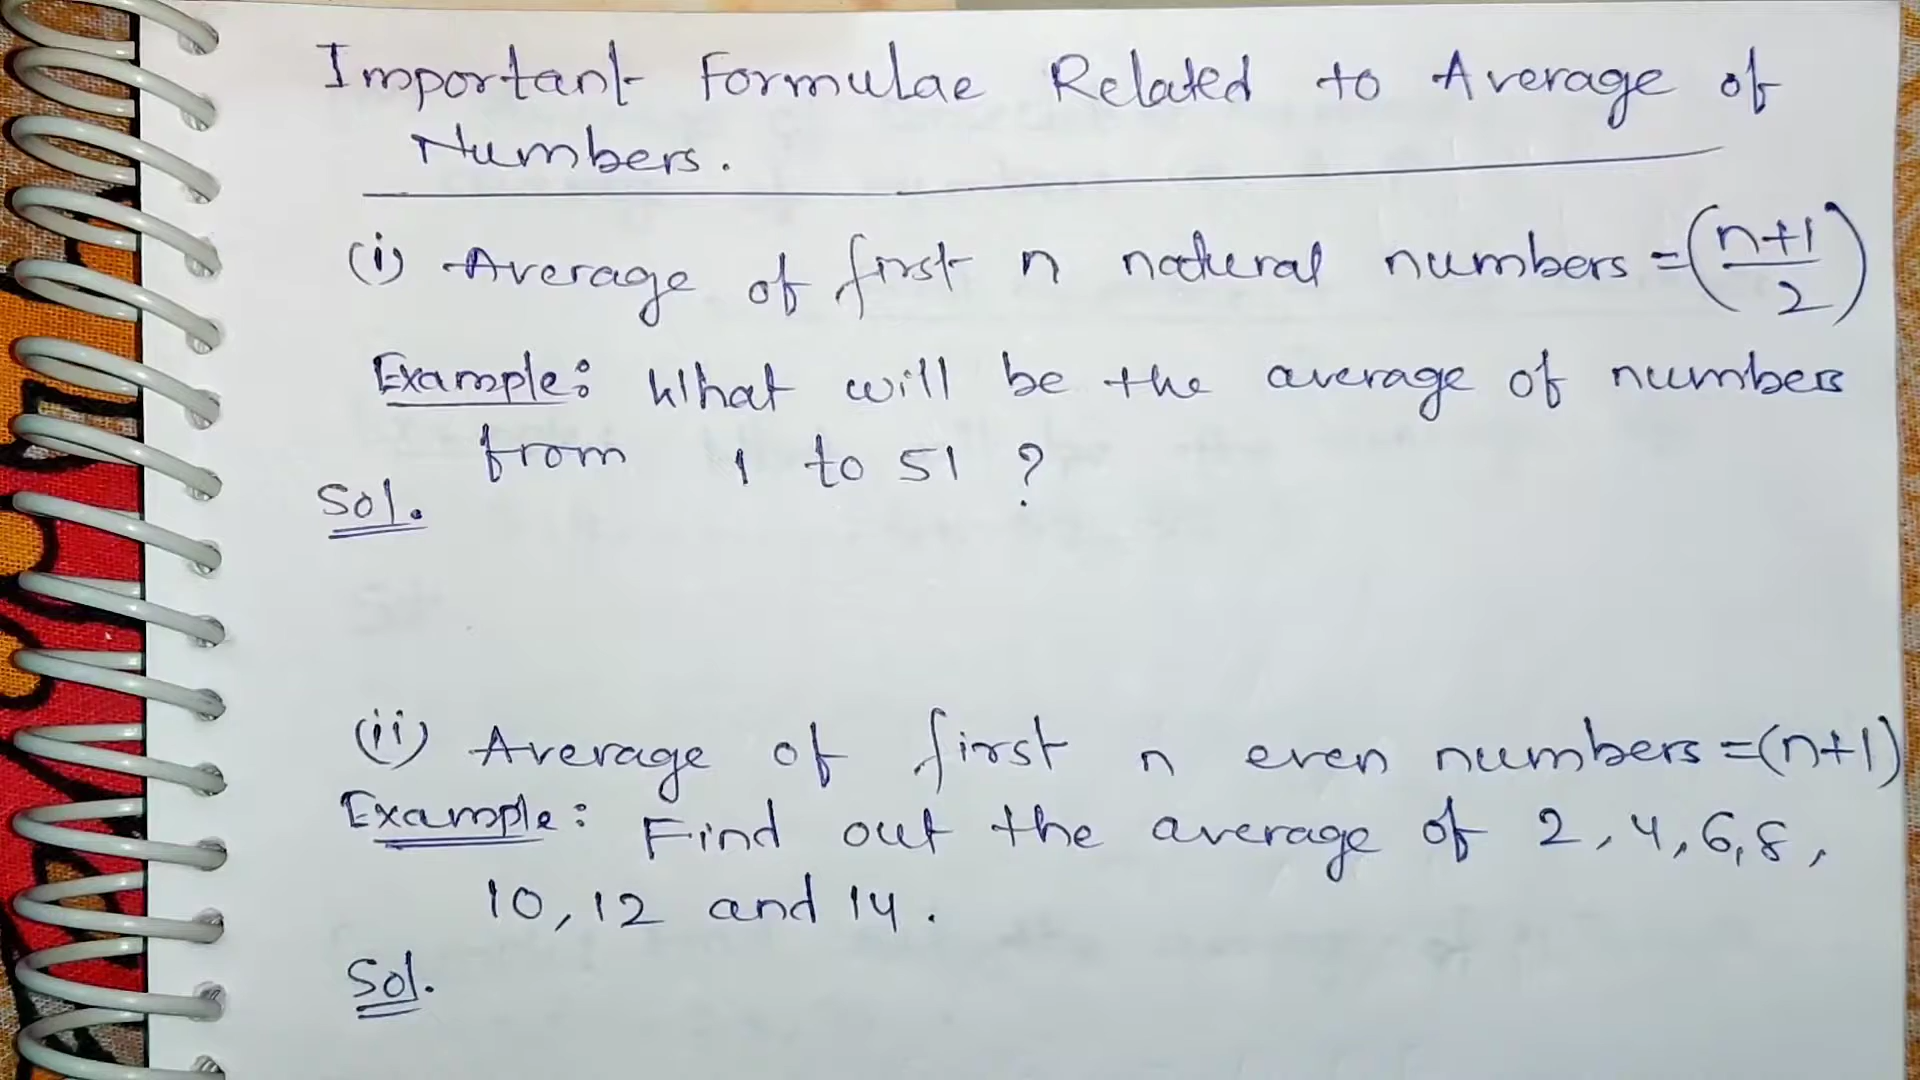 Important Formulae Related to Average of
Numbers.
(i) Average of first n natural numbers = (n+1/2)
Example: What will be the average of numbers
from 1 to 51 ?
Sol.
(ii) Average of first n even numbers = (n+1)
Example: Find out the average of 2, 4, 6, 8,
10, 12 and 14.
Sol.